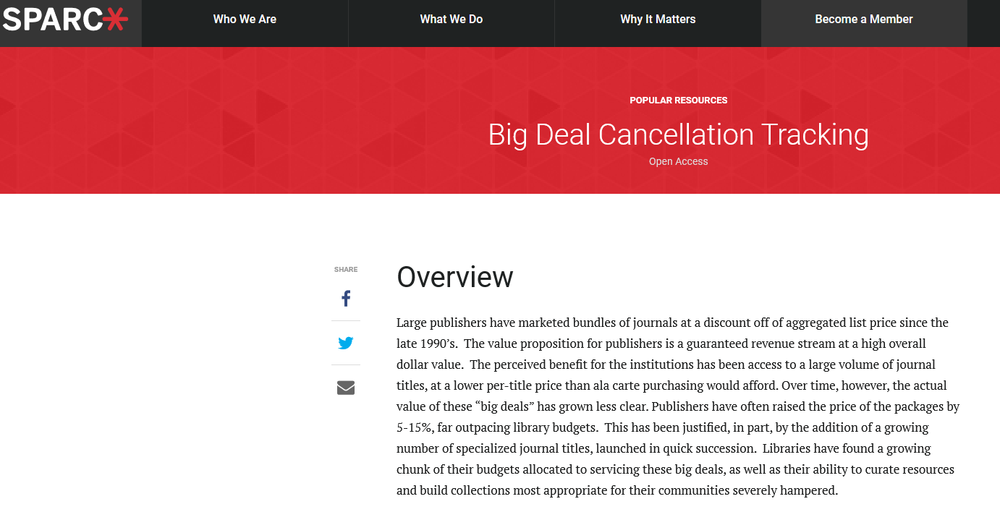 SPARC*
Who We Are
What We Do
Why It Matters
Become a Member
POPULAR RESOURCES
Big Deal Cancellation Tracking
Open Access
SHARE
Overview
Large publishers have marketed bundles of journals at a discount off of aggregated list price since the
late 1990’s.  The value proposition for publishers is a guaranteed revenue stream at a high overall
dollar value.  The perceived benefit for the institutions has been access to a large volume of journal
titles, at a lower per-title price than ala carte purchasing would afford. Over time, however, the actual
value of these “big deals” has grown less clear. Publishers have often raised the price of the packages by
5-15%, far outpacing library budgets.  This has been justified, in part, by the addition of a growing
number of specialized journal titles, launched in quick succession.  Libraries have found a growing
chunk of their budgets allocated to servicing these big deals, as well as their ability to curate resources
and build collections most appropriate for their communities severely hampered.